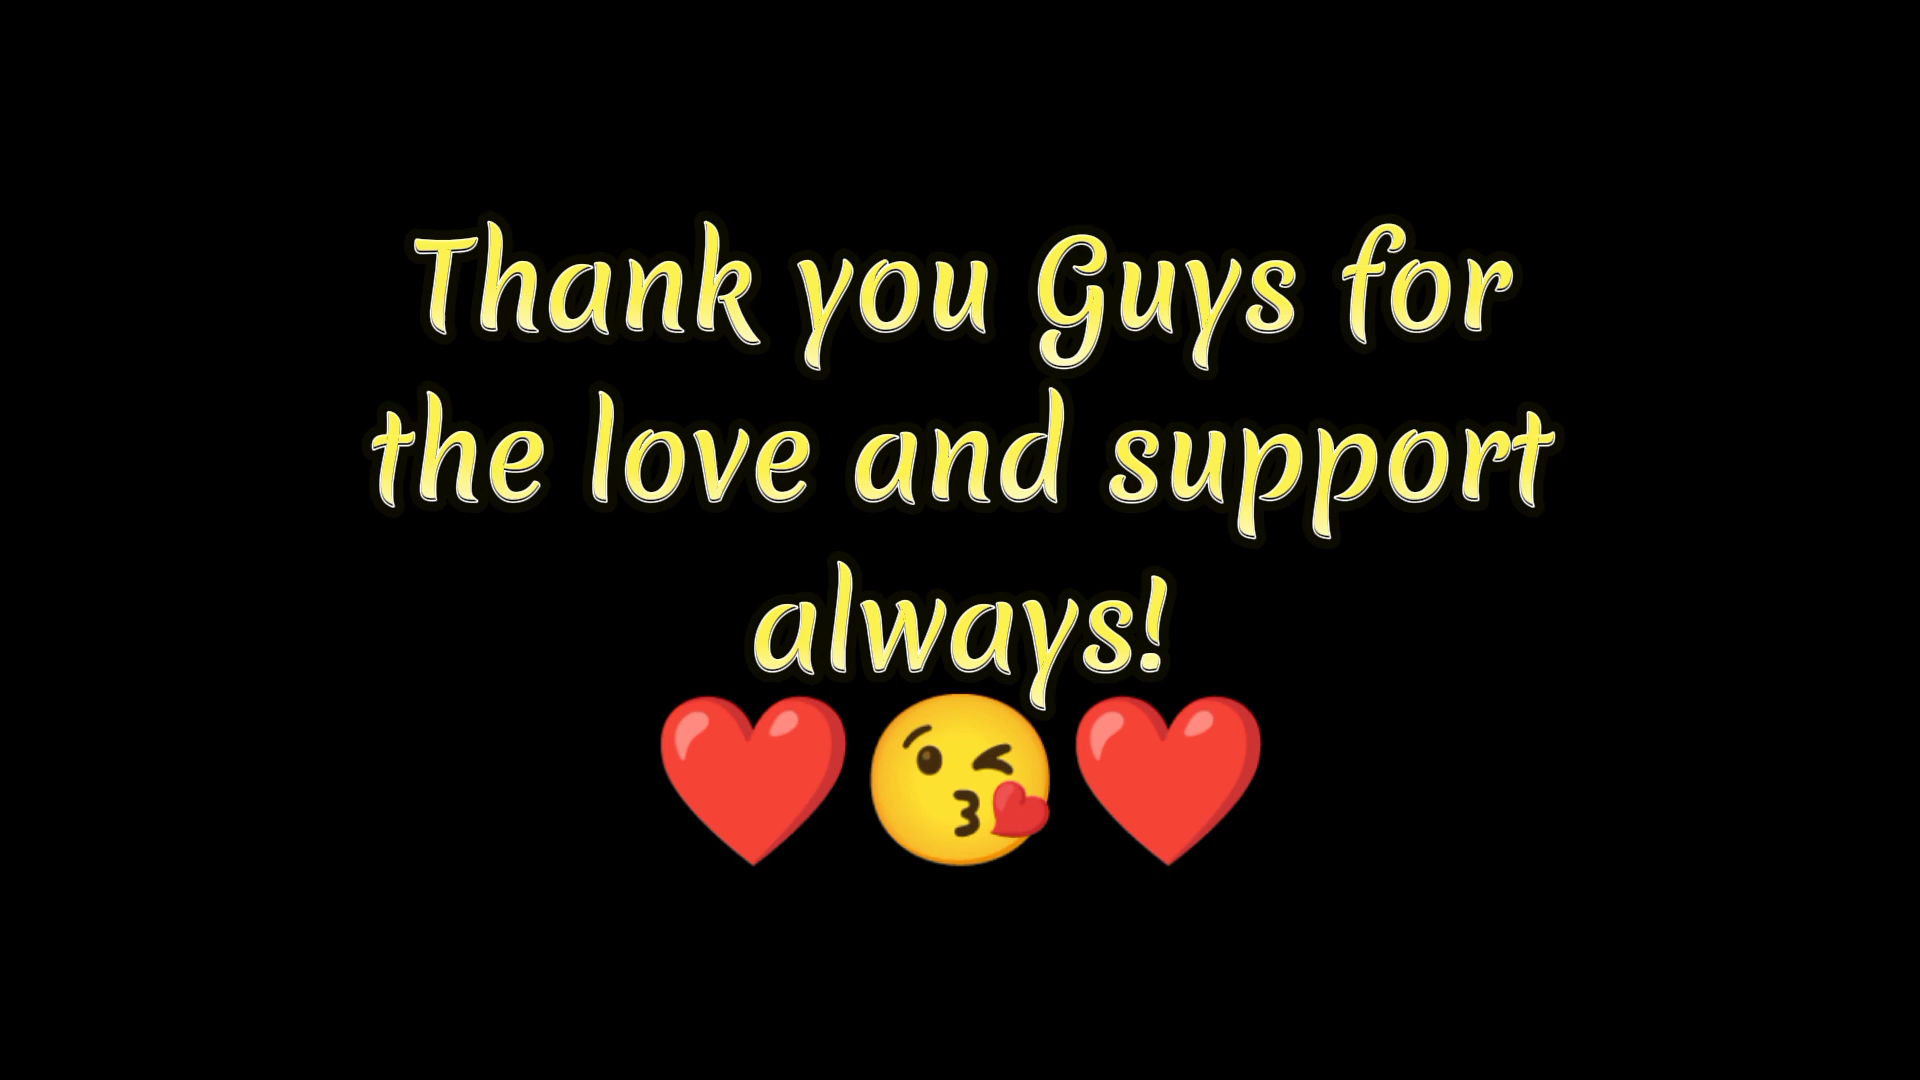 Thank you Guys for
the love and support
always!
❤️😘❤️